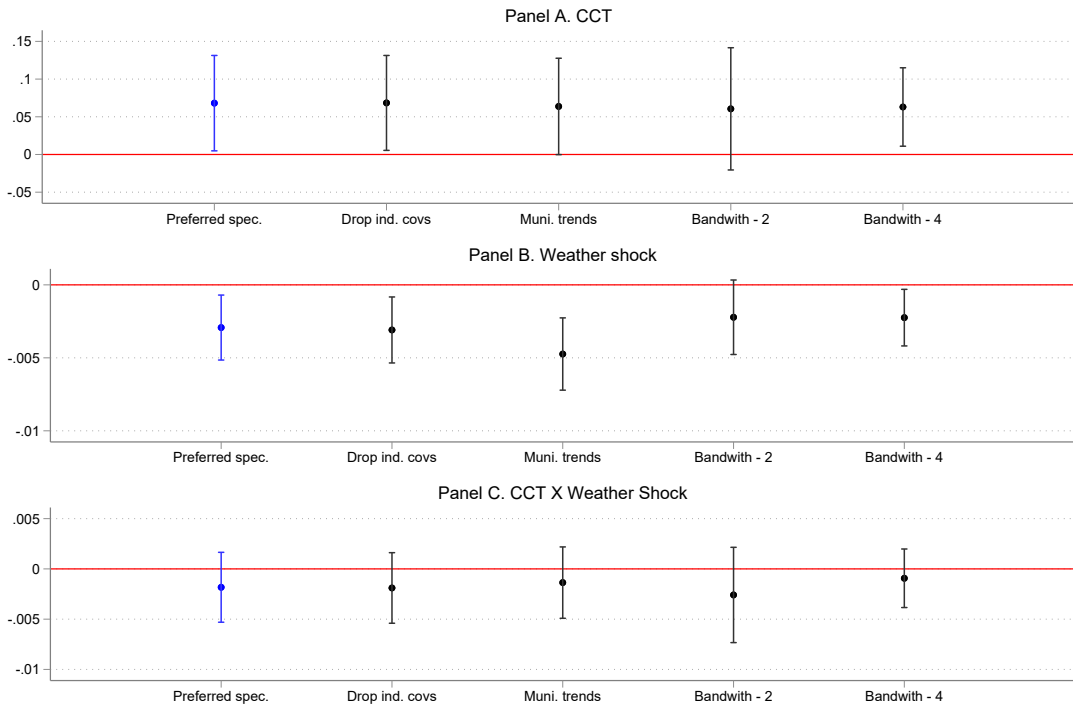 Panel A. CCT
.15
.1
.05
0
-.05
Preferred spec. Drop ind. covs Muni. trends Bandwith - 2 Bandwith - 4
Panel B. Weather shock
0
-.005
-.01
Preferred spec. Drop ind. covs Muni. trends Bandwith - 2 Bandwith - 4
Panel C. CCT X Weather Shock
.005
0
-.005
-.01
Preferred spec. Drop ind. covs Muni. trends Bandwith - 2 Bandwith - 4